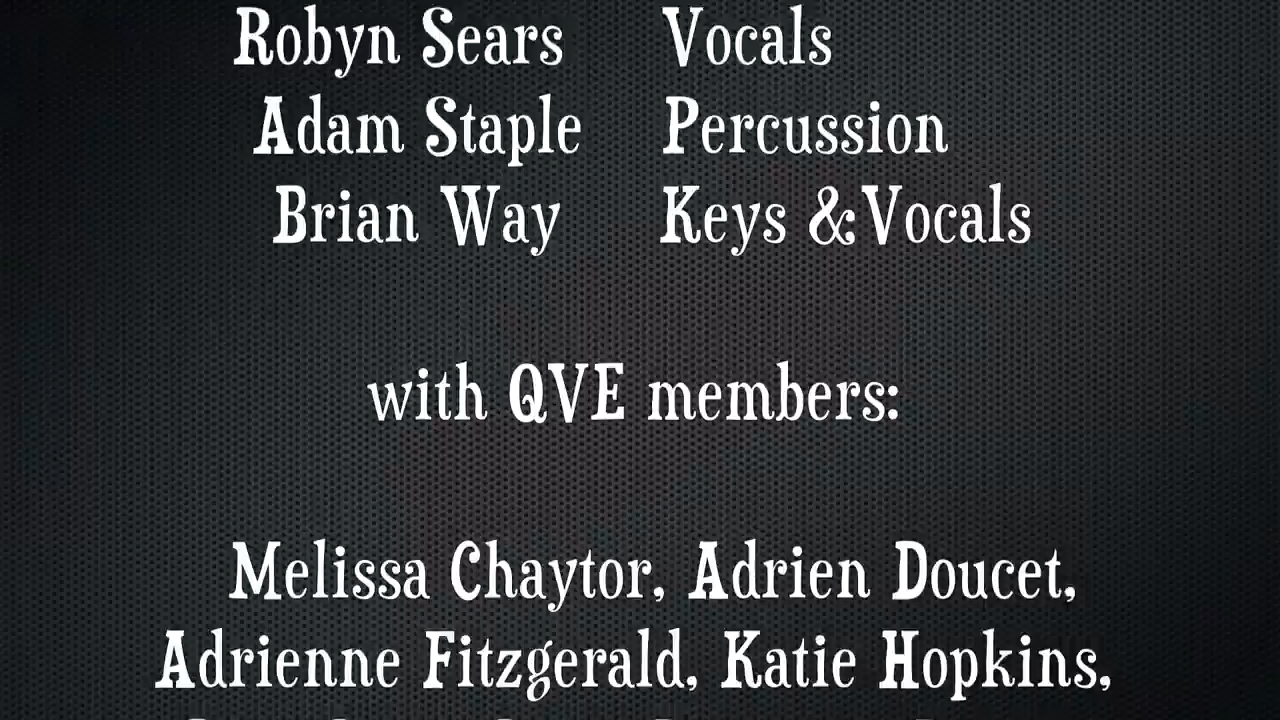 Robyn Sears Vocals
Adam Staple Percussion
Brian Way Keys &Vocals
with QVE members:
Melissa Chaytor, Adrien Doucet,
Adrienne Fitzgerald, Katie Hopkins,